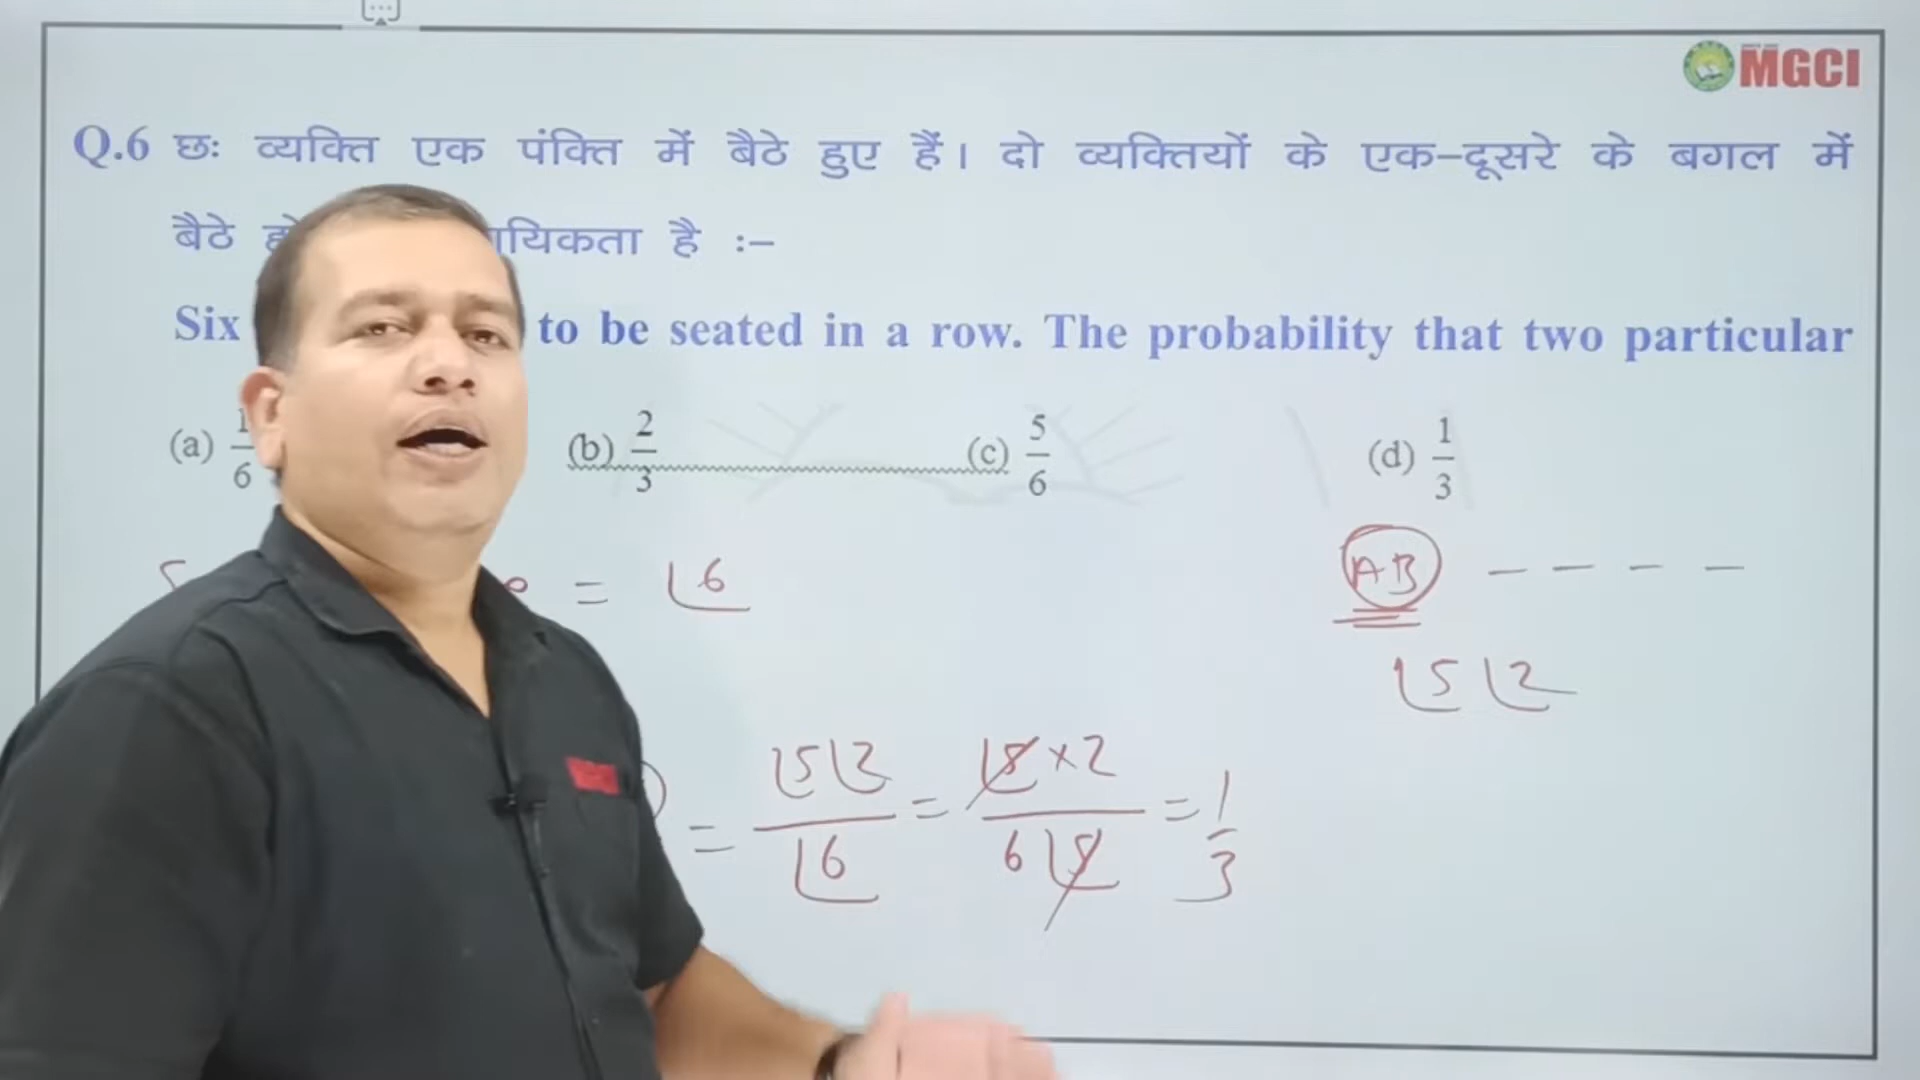 MGCI
Q.6 छः व्यक्ति एक पंक्ति में बैठे हुए हैं। दो व्यक्तियों के एक-दूसरे के बगल में
बैठे है :-
Six to be seated in a row. The probability that two particular
(a) 1/6 (b) 2/3 (c) 5/6 (d) 1/3
= ⌊6 AB _ _ _ _
⌊5 ⌊2
= ⌊5⌊2/⌊6 = ⌊5×2/6⌊5 = 1/3